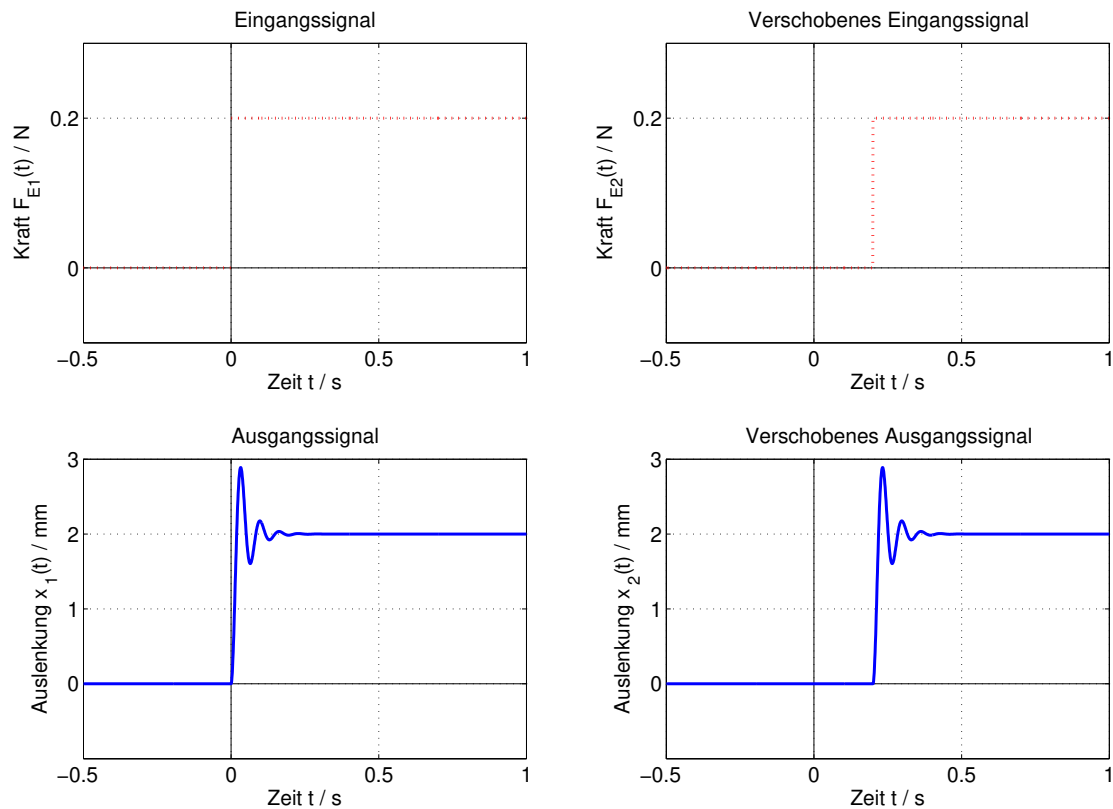 Eingangssignal
Kraft F_E1(t) / N
0.2
0
−0.5
0
0.5
1
Zeit t / s
Verschobenes Eingangssignal
Kraft F_E2(t) / N
0.2
0
−0.5
0
0.5
1
Zeit t / s
Ausgangssignal
Auslenkung x_1(t) / mm
3
2
1
0
−0.5
0
0.5
1
Zeit t / s
Verschobenes Ausgangssignal
Auslenkung x_2(t) / mm
3
2
1
0
−0.5
0
0.5
1
Zeit t / s